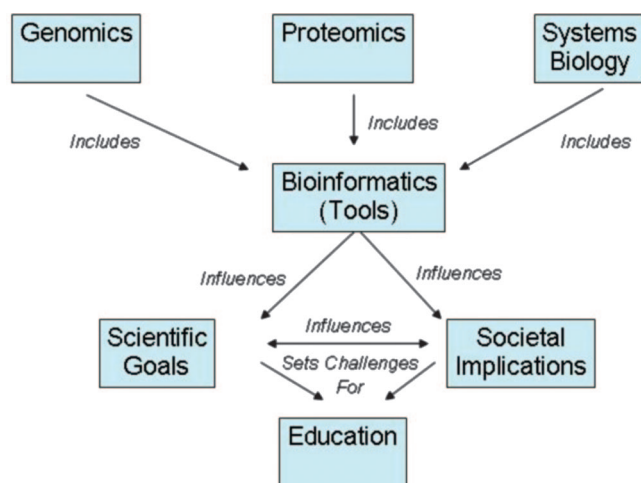 Genomics
Proteomics
Systems
Biology
Includes
Includes
Includes
Bioinformatics
(Tools)
Influences
Influences
Scientific
Goals
Influences
Sets Challenges
For
Societal
Implications
Education